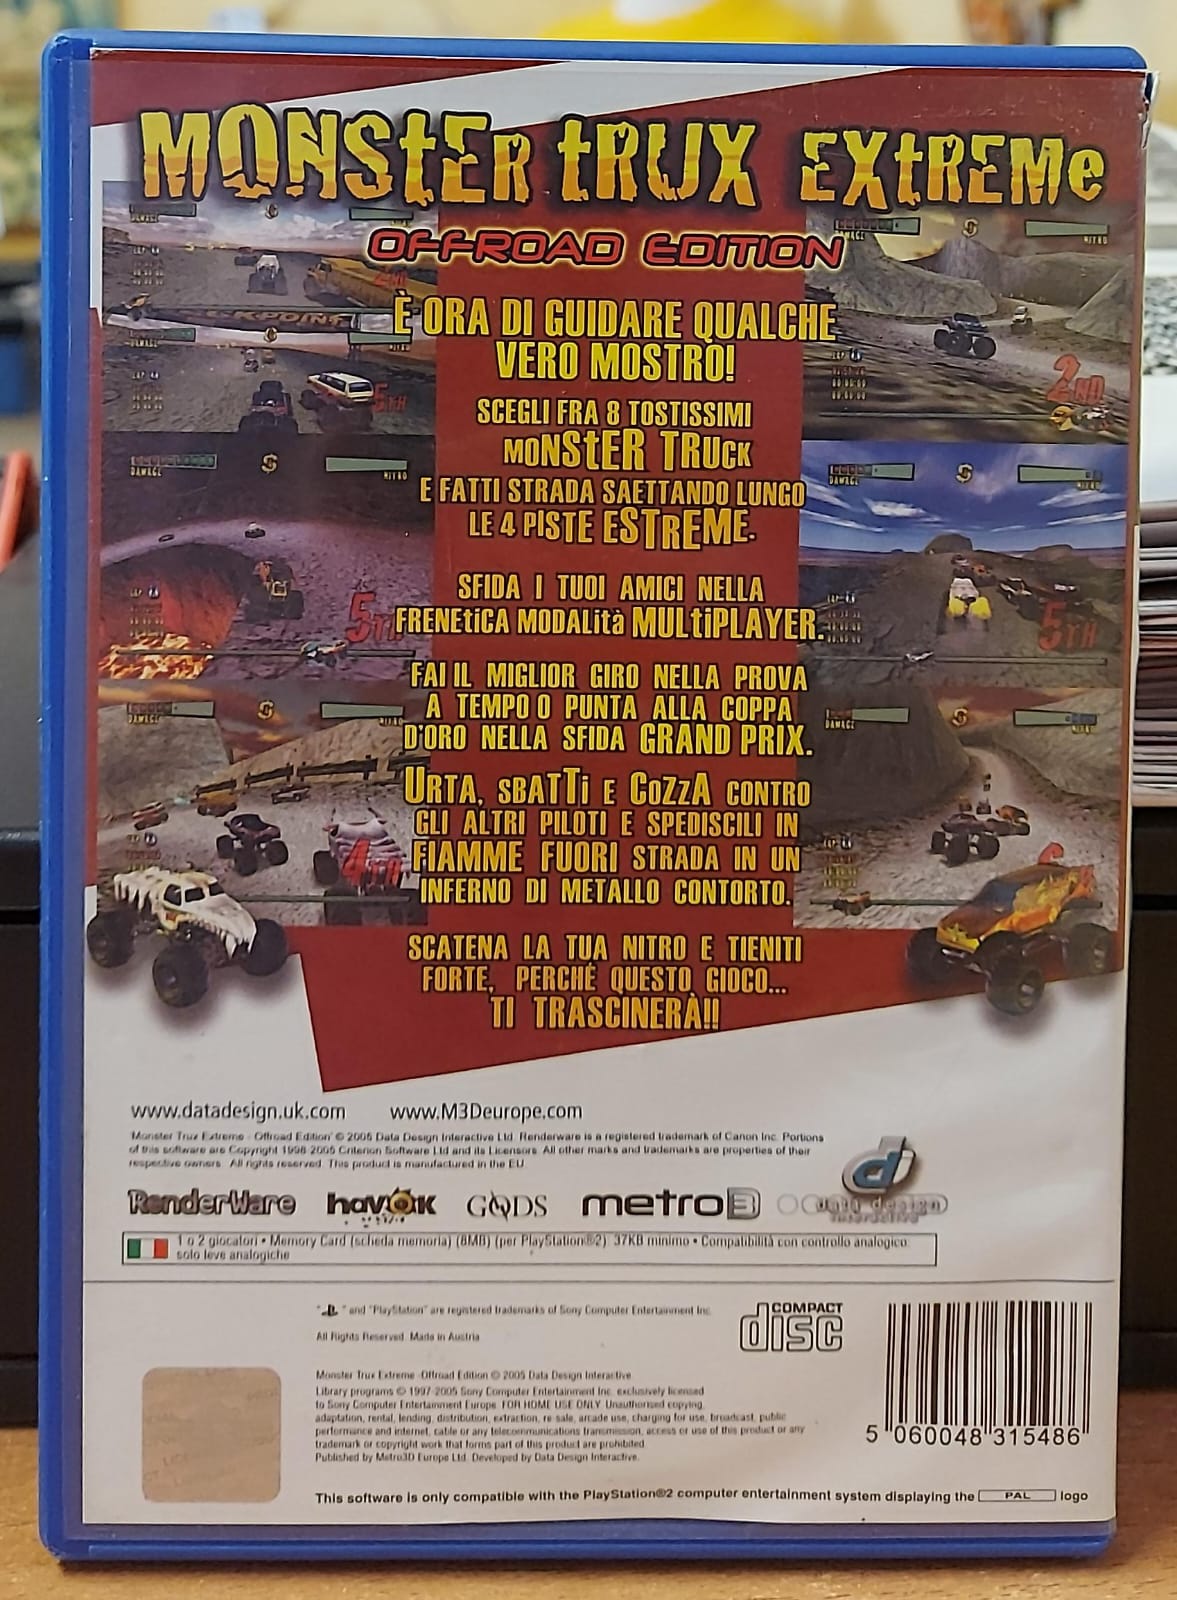 MONStER tRUX EXtREMe
OFFROAD EDITION
È ORA DI GUIDARE QUALCHE
VERO MOSTRO!
SCEGLI FRA 8 TOSTISSIMI
MONStER TRUCK
E FATTI STRADA SAETTANDO LUNGO
LE 4 PISTE EStREME.
SFIDA I TUOI AMICI NELLA
FRENEtiCA MODALità MULtiPLAYER.
FAI IL MIGLIOR GIRO NELLA PROVA
A TEMPO O PUNTA ALLA COPPA
D'ORO NELLA SFIDA GRAND PRIX.
URTA, SBATTi E COZZA CONTRO
GLI ALTRI PILOTI E SPEDISCILI IN
FIAMME FUORI STRADA IN UN
INFERNO DI METALLO CONTORTO.
SCATENA LA TUA NITRO E TIENITI
FORTE, PERCHÉ QUESTO GIOCO...
TI TRASCINERÀ!!
DAMAGE
NITRO
CHECKPOINT
5TH
2ND
5TH
5TH
4TH
www.datadesign.uk.com www.M3Deurope.com
'Monster Trux Extreme - Offroad Edition' © 2005 Data Design Interactive Ltd. Renderware is a registered trademark of Canon Inc. Portions
of this software are Copyright 1998-2005 Criterion Software Ltd and its Licensors. All other marks and trademarks are properties of their
respective owners. All rights reserved. This product is manufactured in the EU.
RenderWare havok GODS metro3 di data design interactive
1 o 2 giocatori • Memory Card (scheda memoria) (8MB) (per PlayStation®2): 37KB minimo • Compatibilità con controllo analogico:
solo leve analogiche
" " and "PlayStation" are registered trademarks of Sony Computer Entertainment Inc.
All Rights Reserved. Made in Austria
COMPACT
disc
Monster Trux Extreme -Offroad Edition © 2005 Data Design Interactive.
Library programs © 1997-2005 Sony Computer Entertainment Inc. exclusively licensed
to Sony Computer Entertainment Europe. FOR HOME USE ONLY. Unauthorised copying,
adaptation, rental, lending, distribution, extraction, re-sale, arcade use, charging for use, broadcast, public
performance and internet, cable or any telecommunications transmission, access or use of this product or any
trademark or copyright work that forms part of this product are prohibited.
Published by Metro3D Europe Ltd. Developed by Data Design Interactive.
5 060048 315486
This software is only compatible with the PlayStation®2 computer entertainment system displaying the PAL logo